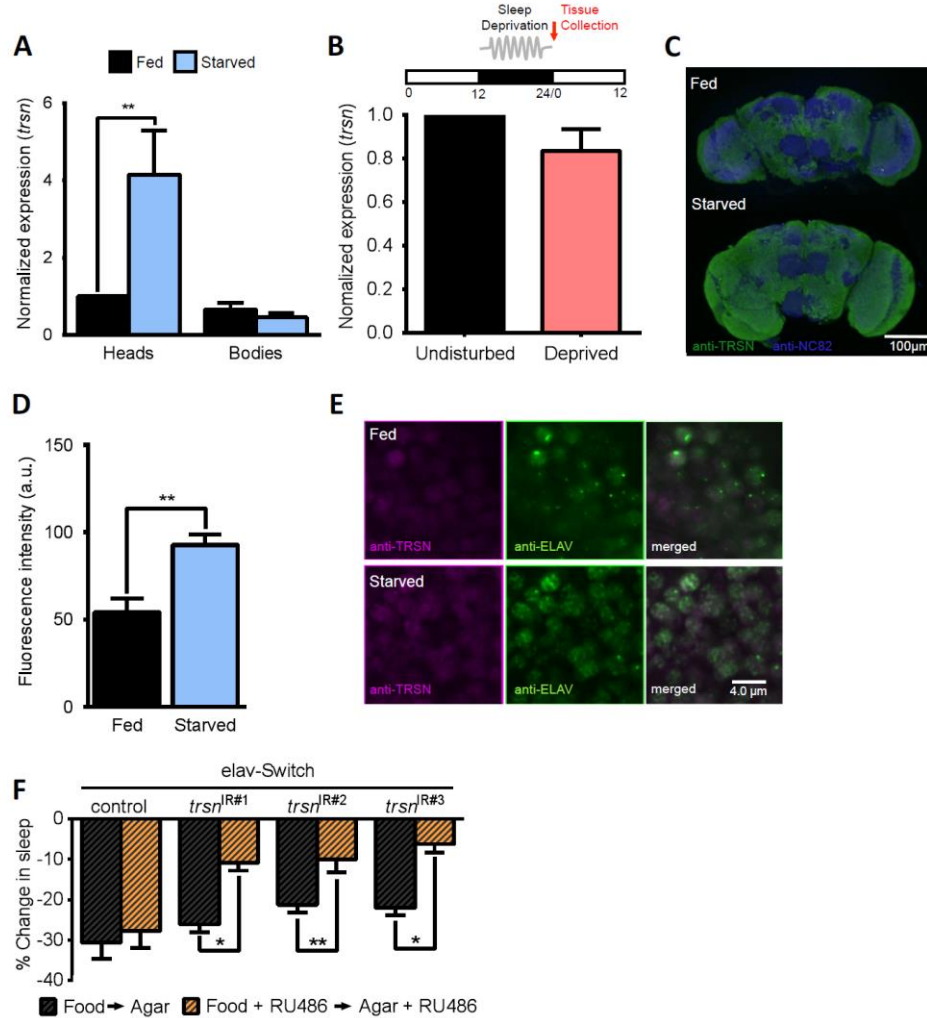 A
Fed
Starved
Normalized expression (trsn)
6
4
2
0
**
Heads
Bodies
B
Sleep
Deprivation
Tissue
Collection
0
12
24/0
12
Nomalized expression (trsn)
1.0
0.8
0.6
0.4
0.2
0.0
Undisturbed
Deprived
C
Fed
Starved
anti-TRSN
anti-NC82
100µm
D
Fluorescence intensity (a.u.)
150
100
50
0
**
Fed
Starved
E
Fed
anti-TRSN
anti-ELAV
merged
Starved
anti-TRSN
anti-ELAV
merged
4.0 µm
F
elav-Switch
control
trsn^IR#1
trsn^IR#2
trsn^IR#3
% Change in sleep
0
-10
-20
-30
-40
*
**
*
Food → Agar
Food + RU486 → Agar + RU486